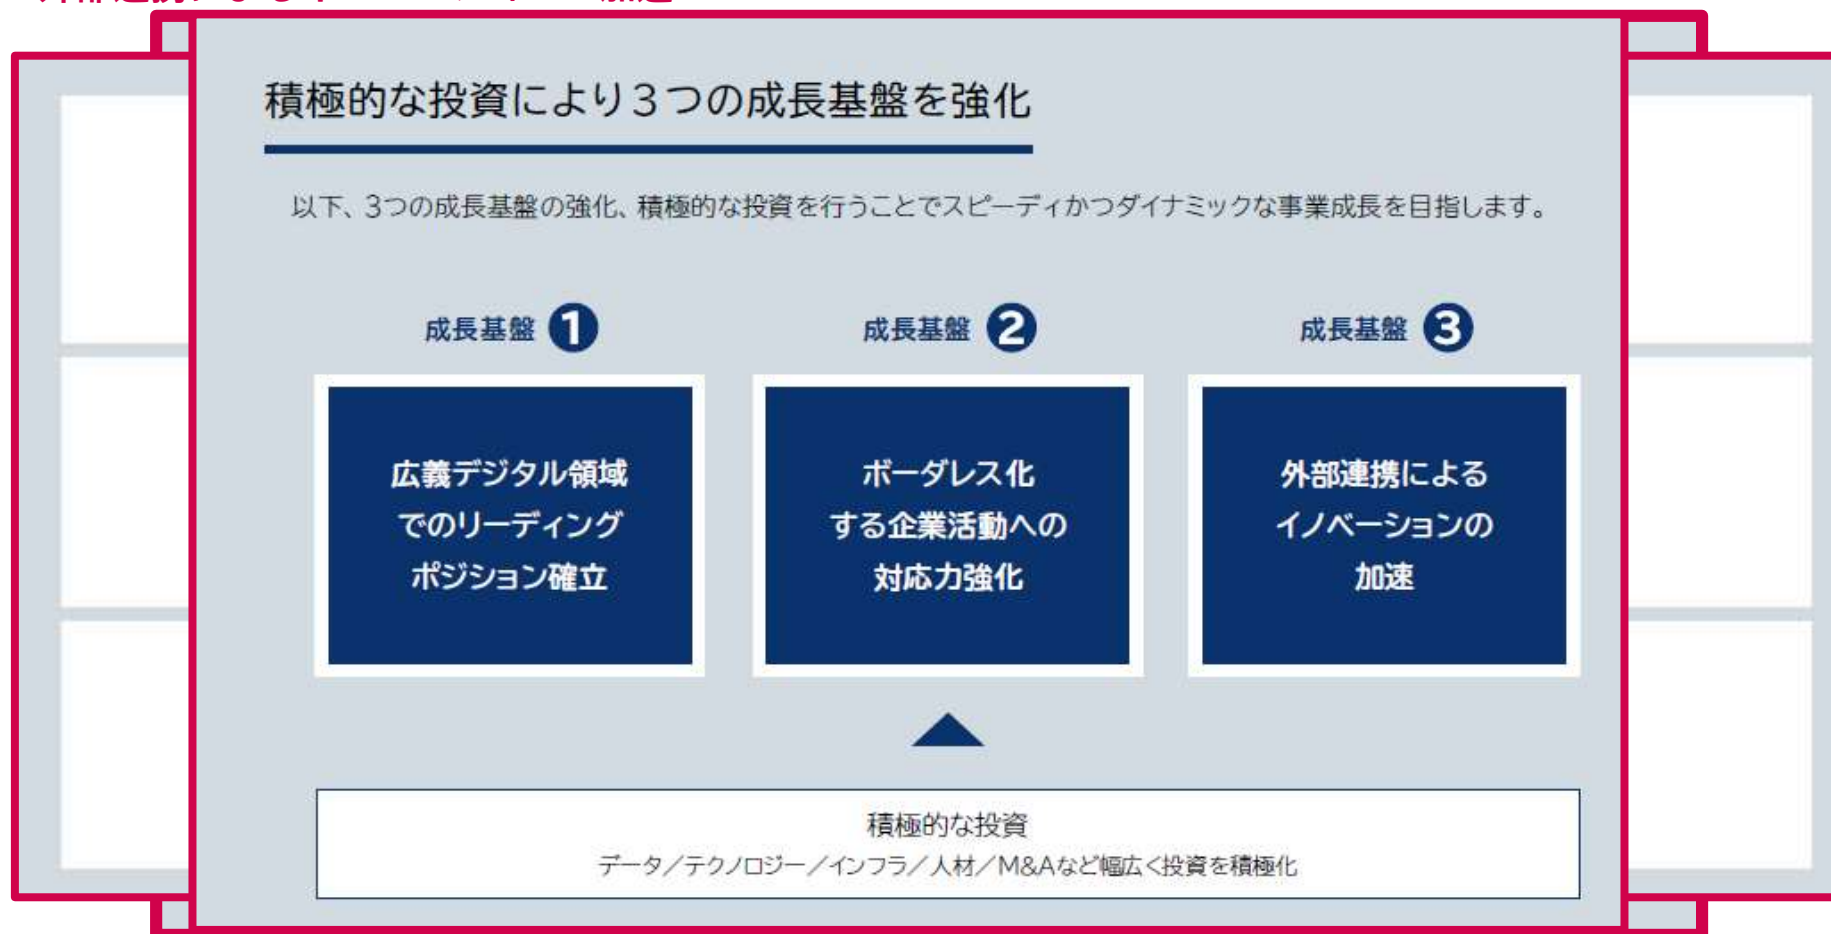 積極的な投資により3つの成長基盤を強化
以下、3つの成長基盤の強化、積極的な投資を行うことでスピーディかつダイナミックな事業成長を目指します。
成長基盤 1
広義デジタル領域
でのリーディング
ポジション確立
成長基盤 2
ボーダレス化
する企業活動への
対応力強化
成長基盤 3
外部連携による
イノベーションの
加速
積極的な投資
データ／テクノロジー／インフラ／人材／M&Aなど幅広く投資を積極化